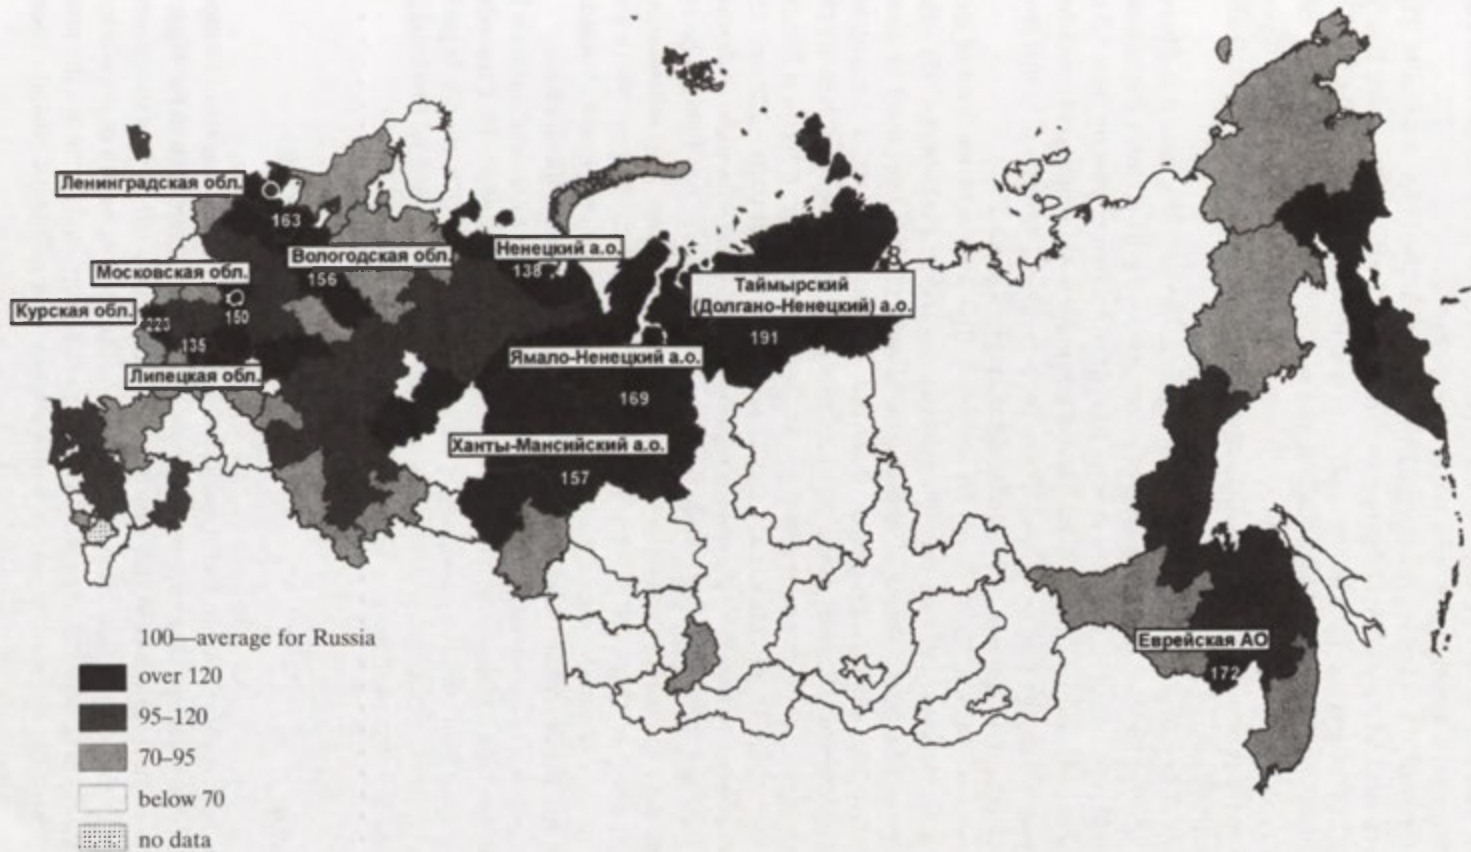 Ленинградская обл.
163
Вологодская обл.
156
Ненецкий а.о.
138
Московская обл.
150
Таймырский
(Долгано-Ненецкий) а.о.
191
Курская обл.
223
135
Липецкая обл.
Ямало-Ненецкий а.о.
169
Ханты-Мансийский а.о.
157
Еврейская АО
172
100—average for Russia
over 120
95–120
70–95
below 70
no data